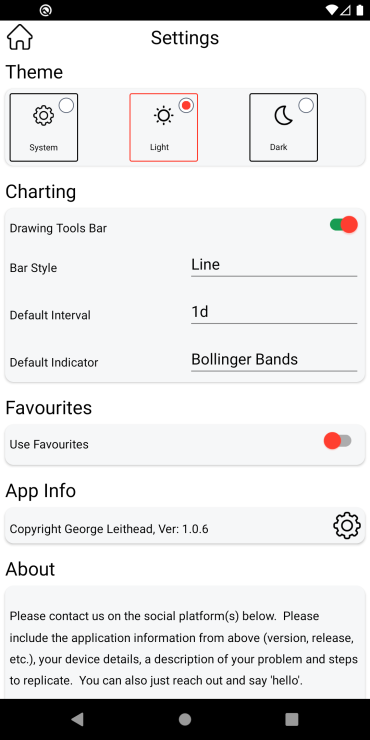 Settings
Theme
System
Light
Dark
Charting
Drawing Tools Bar
Bar Style
Line
Default Interval
1d
Default Indicator
Bollinger Bands
Favourites
Use Favourites
App Info
Copyright George Leithead, Ver: 1.0.6
About
Please contact us on the social platform(s) below.  Please
include the application information from above (version, release,
etc.), your device details, a description of your problem and steps
to replicate.  You can also just reach out and say 'hello'.